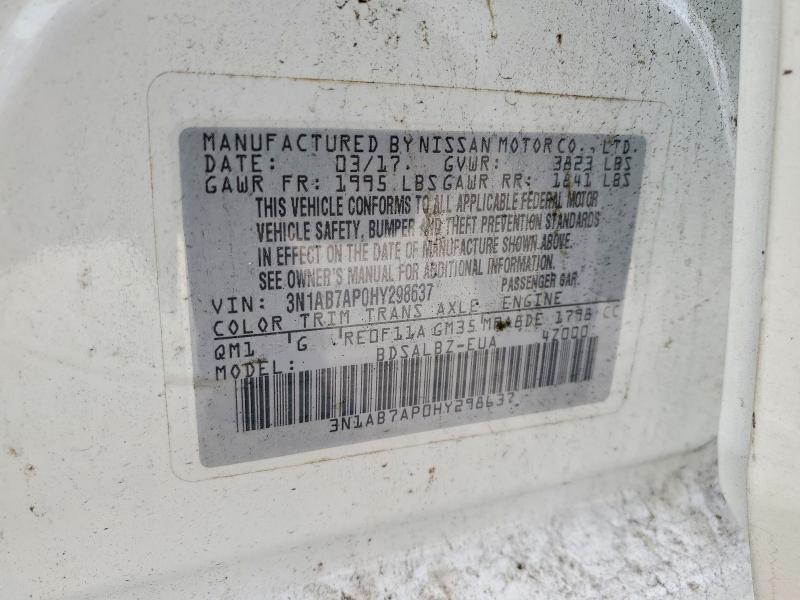 MANUFACTURED BY NISSAN MOTOR CO., LTD.
DATE: 03/17. GVWR: 3823 LBS
GAWR FR: 1995 LBS GAWR RR: 1841 LBS
THIS VEHICLE CONFORMS TO ALL APPLICABLE FEDERAL MOTOR
VEHICLE SAFETY, BUMPER AND THEFT PREVENTION STANDARDS
IN EFFECT ON THE DATE OF MANUFACTURE SHOWN ABOVE.
SEE OWNER'S MANUAL FOR ADDITIONAL INFORMATION
PASSENGER CAR
VIN: 3N1AB7AP0HY298637
COLOR TRIM TRANS AXLE ENGINE
QM1 G RE0F11A GM35 MRA8DE 1798 CC
MODEL: BDSALBZ-EUA 47000
3N1AB7AP0HY298637